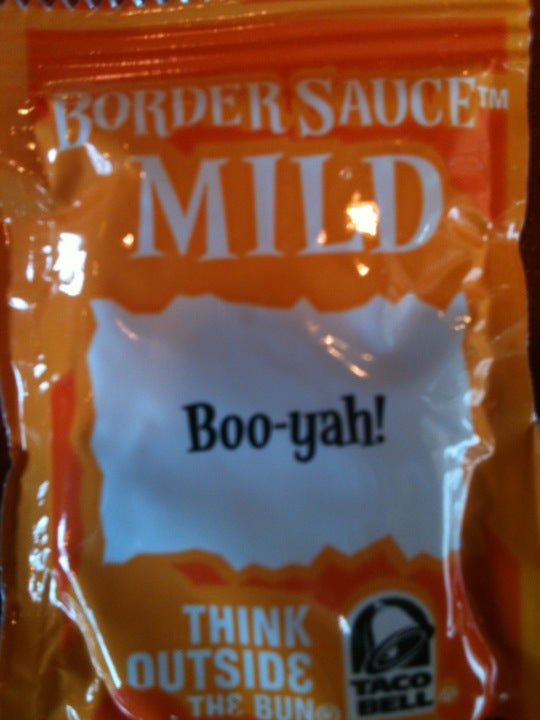 BORDER SAUCE™
MILD
Boo-yah!
THINK
OUTSIDE
THE BUN®
TACO
BELL®